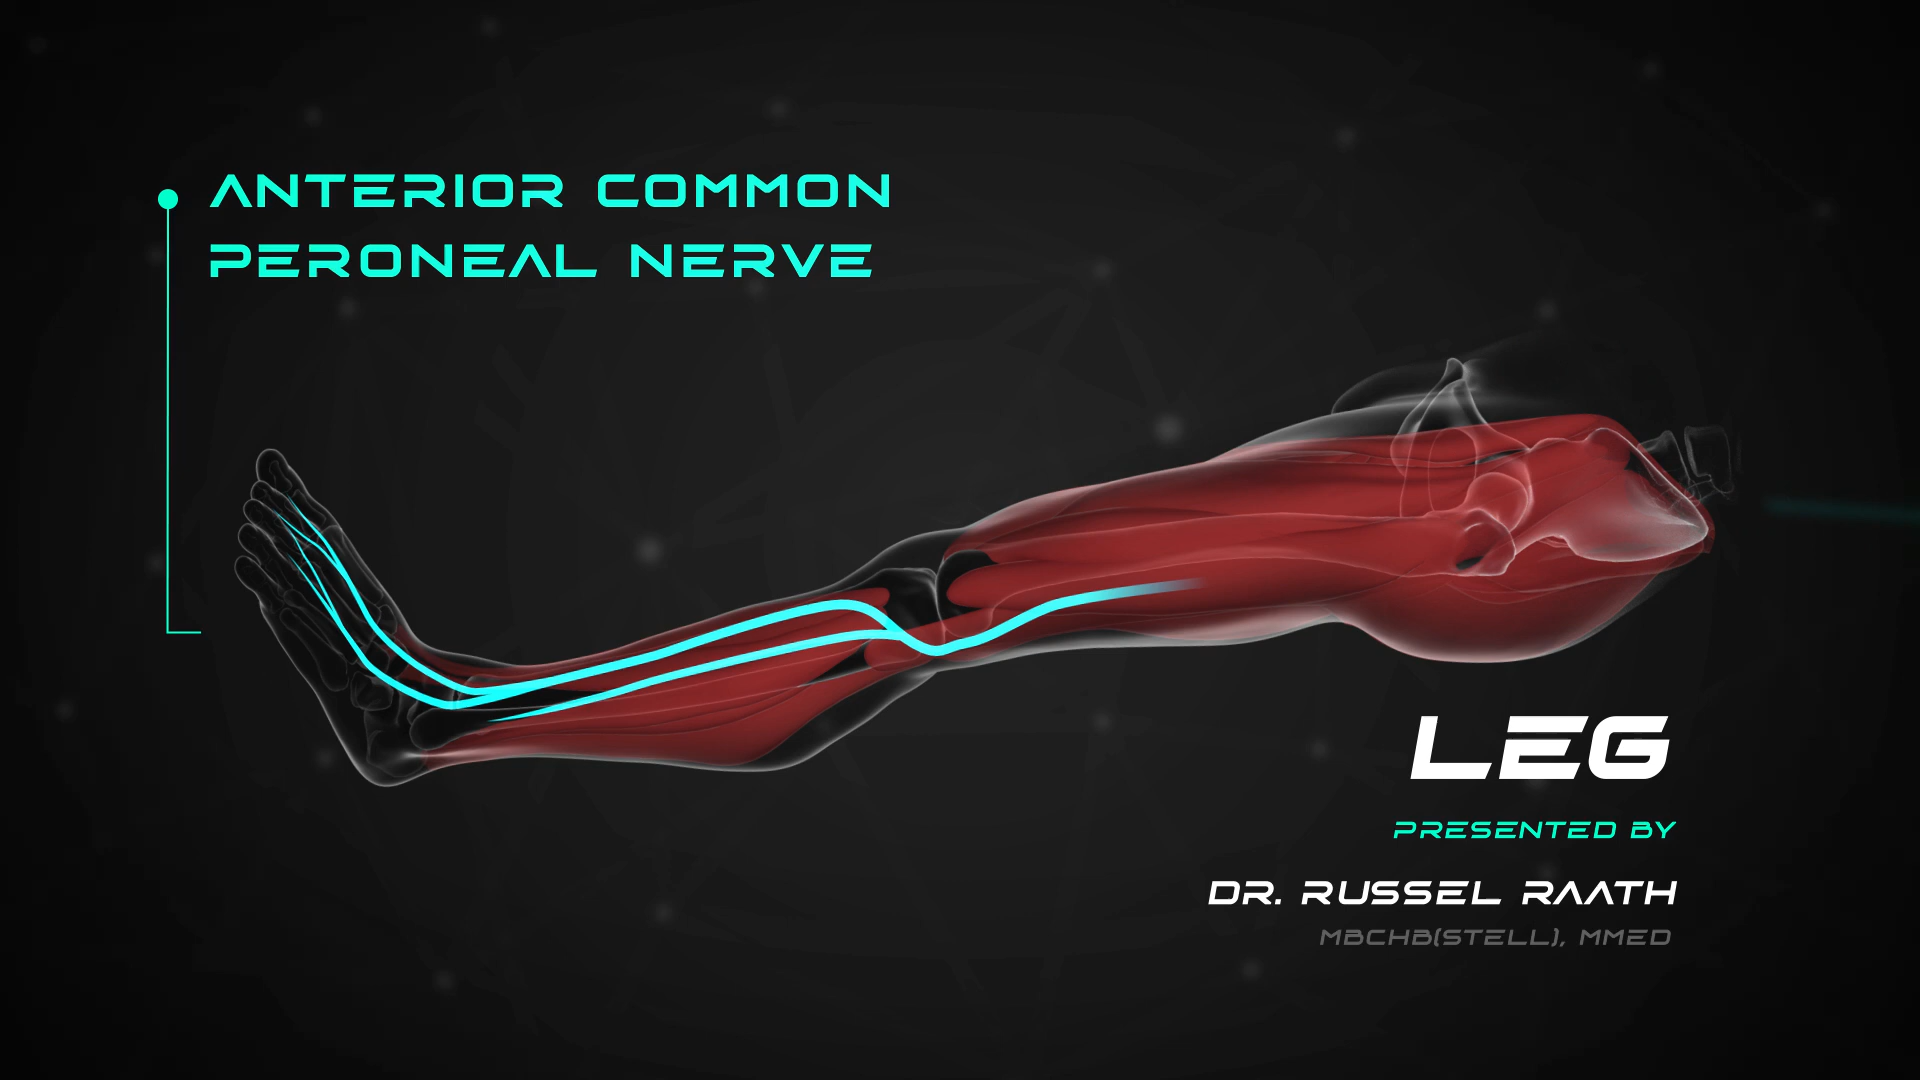 ANTERIOR COMMON
PERONEAL NERVE
LEG
PRESENTED BY
DR. RUSSEL RAATH
MBCHB(STELL), MMED